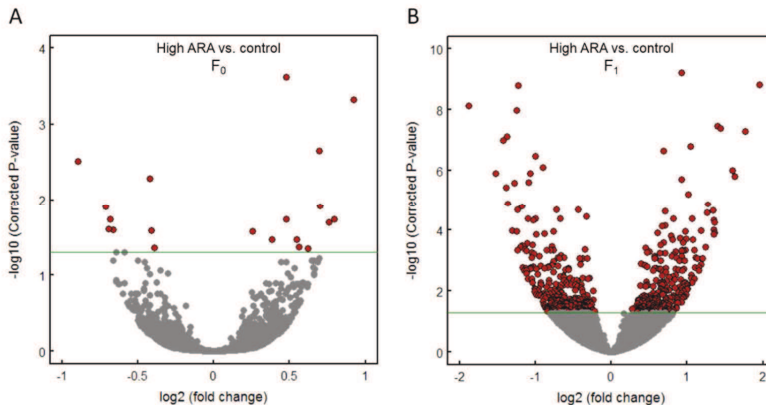 A
High ARA vs. control
F0
-log10 (Corrected P-value)
4
3
2
1
0
-1
-0.5
0
0.5
1
log2 (fold change)
B
High ARA vs. control
F1
-log10 (Corrected P-value)
10
8
6
4
2
0
-2
-1
0
1
2
log2 (fold change)